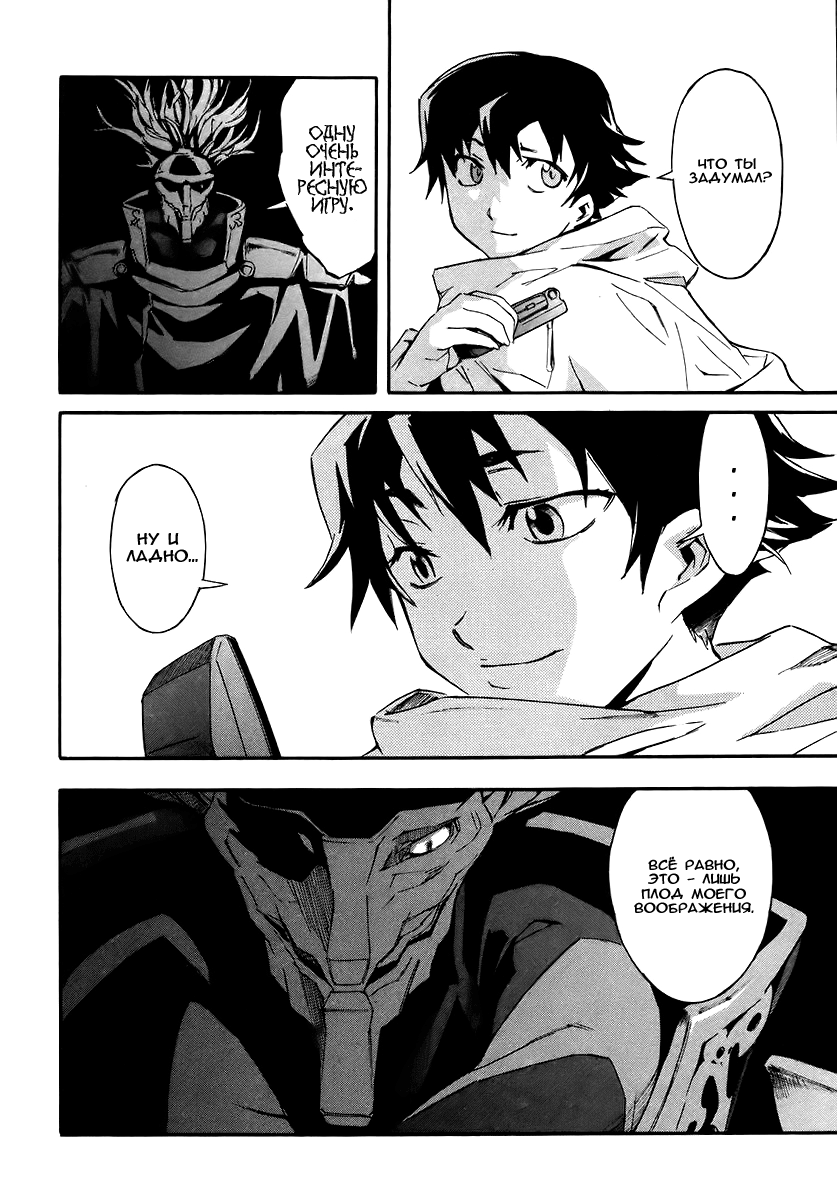 ЧТО ТЫ
ЗАДУМАЛ?
ОДНУ
ОЧЕНЬ
ИНТЕ-
РЕСНУЮ
ИГРУ.
...
НУ И
ЛАДНО...
ВСЁ РАВНО,
ЭТО - ЛИШЬ
ПЛОД МОЕГО
ВООБРАЖЕНИЯ.